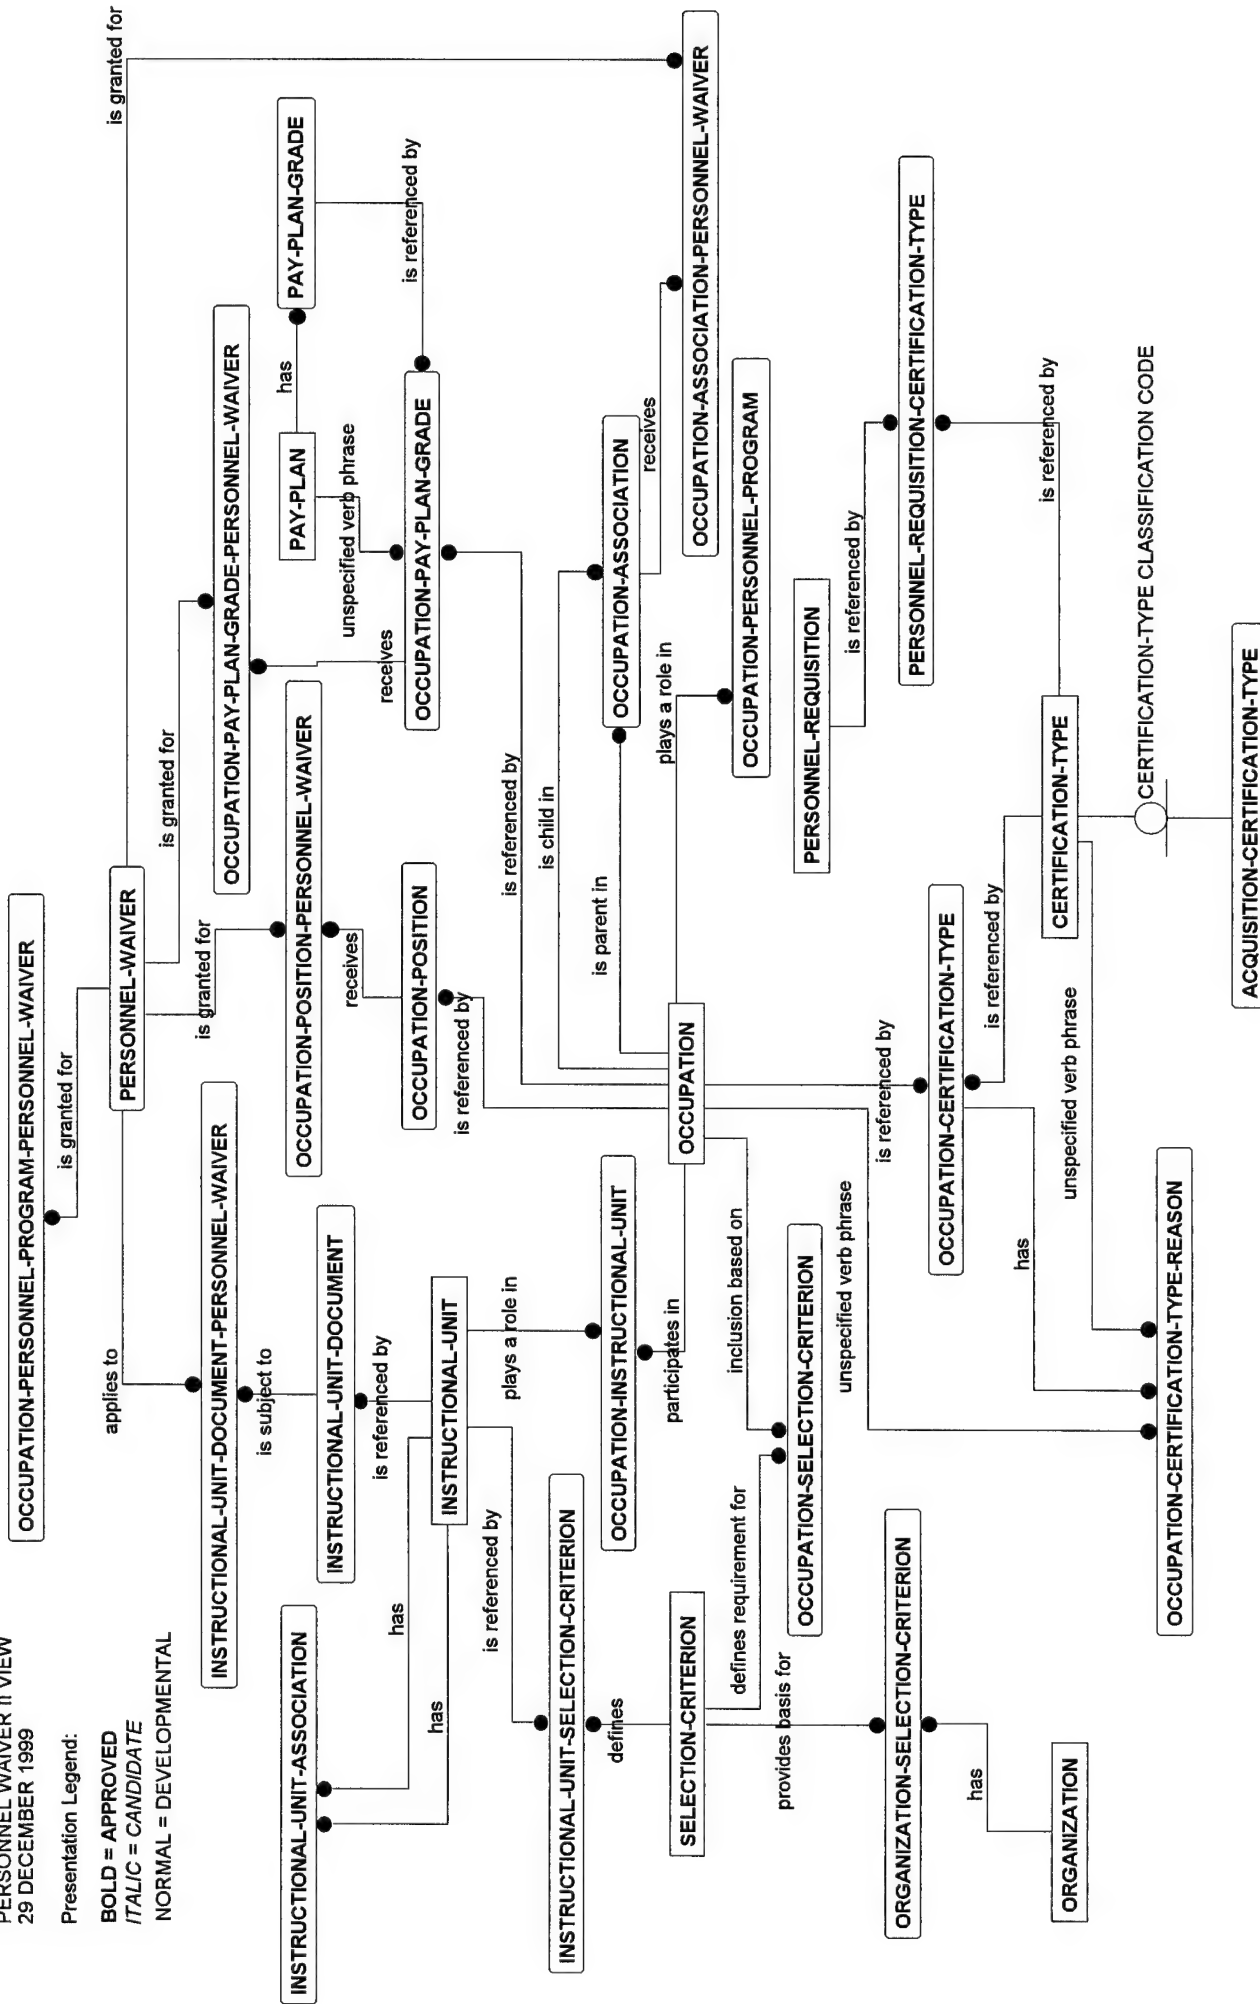 PERSONNEL WAIVER II VIEW
29 DECEMBER 1999
Presentation Legend:
BOLD = APPROVED
ITALIC = CANDIDATE
NORMAL = DEVELOPMENTAL
OCCUPATION-PERSONNEL-PROGRAM-PERSONNEL-WAIVER
is granted for
is granted for
applies to
PERSONNEL-WAIVER
is granted for
is granted for
INSTRUCTIONAL-UNIT-DOCUMENT-PERSONNEL-WAIVER
OCCUPATION-PAY-PLAN-GRADE-PERSONNEL-WAIVER
is subject to
INSTRUCTIONAL-UNIT-ASSOCIATION
OCCUPATION-POSITION-PERSONNEL-WAIVER
PAY-PLAN
has
PAY-PLAN-GRADE
INSTRUCTIONAL-UNIT-DOCUMENT
receives
unspecified verb phrase
is referenced by
receives
is referenced by
has
OCCUPATION-POSITION
OCCUPATION-PAY-PLAN-GRADE
has
INSTRUCTIONAL-UNIT
is referenced by
is referenced by
plays a role in
is referenced by
INSTRUCTIONAL-UNIT-SELECTION-CRITERION
is child in
is parent in
OCCUPATION-INSTRUCTIONAL-UNIT
OCCUPATION-ASSOCIATION
receives
defines
participates in
plays a role in
SELECTION-CRITERION
OCCUPATION
OCCUPATION-ASSOCIATION-PERSONNEL-WAIVER
defines requirement for
inclusion based on
OCCUPATION-PERSONNEL-PROGRAM
provides basis for
OCCUPATION-SELECTION-CRITERION
PERSONNEL-REQUISITION
unspecified verb phrase
is referenced by
is referenced by
ORGANIZATION-SELECTION-CRITERION
OCCUPATION-CERTIFICATION-TYPE
PERSONNEL-REQUISITION-CERTIFICATION-TYPE
has
has
is referenced by
is referenced by
ORGANIZATION
CERTIFICATION-TYPE
unspecified verb phrase
CERTIFICATION-TYPE CLASSIFICATION CODE
OCCUPATION-CERTIFICATION-TYPE-REASON
ACQUISITION-CERTIFICATION-TYPE